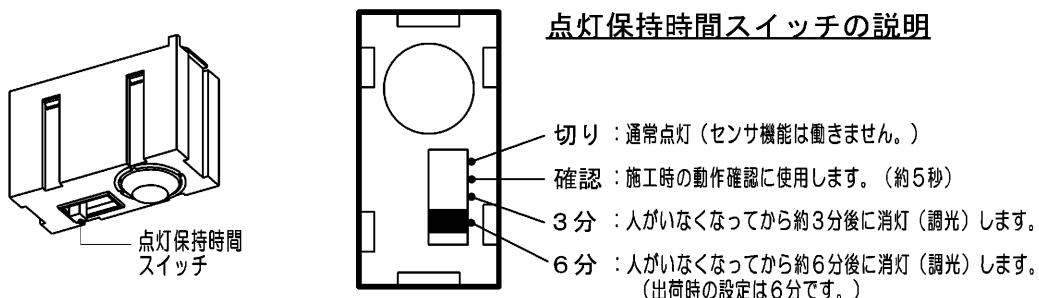 点灯保持時間スイッチの説明
切り：通常点灯（センサ機能は働きません。）
確認：施工時の動作確認に使用します。（約5秒）
3分：人がいなくなってから約3分後に消灯（調光）します。
6分：人がいなくなってから約6分後に消灯（調光）します。
（出荷時の設定は6分です。）
点灯保持時間
スイッチ